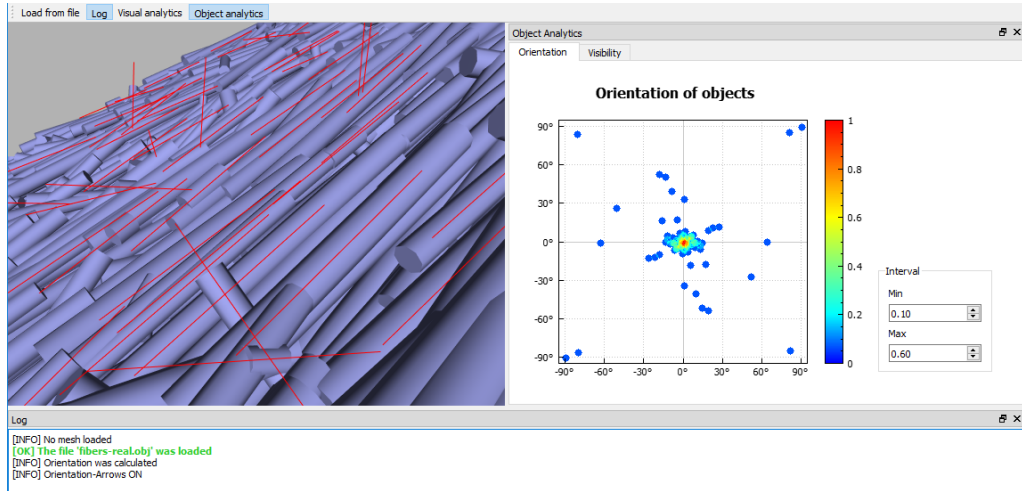 Load from file Log Visual analytics Object analytics
Object Analytics
Orientation Visibility
Orientation of objects
90°
60°
30°
0°
-30°
-60°
-90°
-90° -60° -30° 0° 30° 60° 90°
1
0.8
0.6
0.4
0.2
0
Interval
Min
0.10
Max
0.60
Log
[INFO] No mesh loaded
[OK] The file 'fibers-real.obj' was loaded
[INFO] Orientation was calculated
[INFO] Orientation-Arrows ON